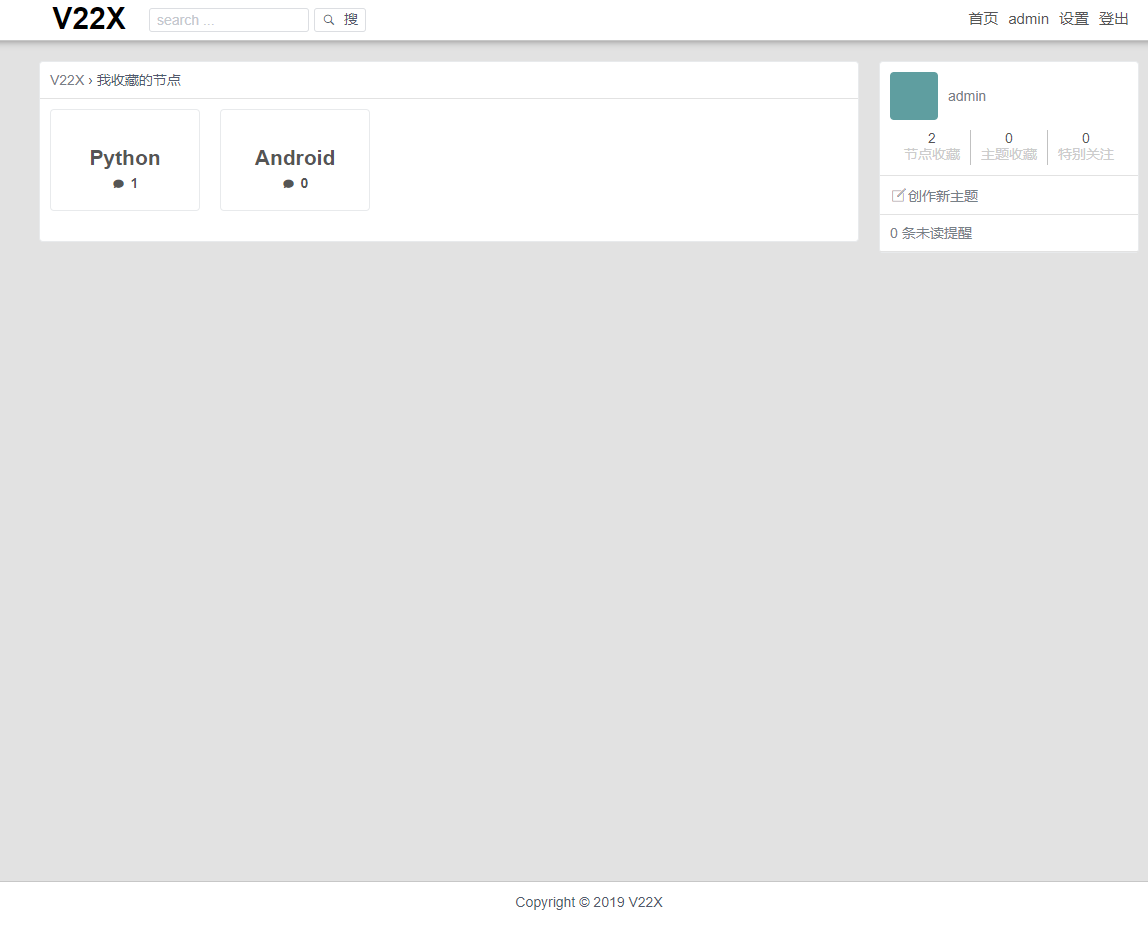 V22X search ... 搜 首页 admin 设置 登出
V22X › 我收藏的节点
Python
1
Android
0
admin
2 0 0
节点收藏 主题收藏 特别关注
创作新主题
0 条未读提醒
Copyright © 2019 V22X